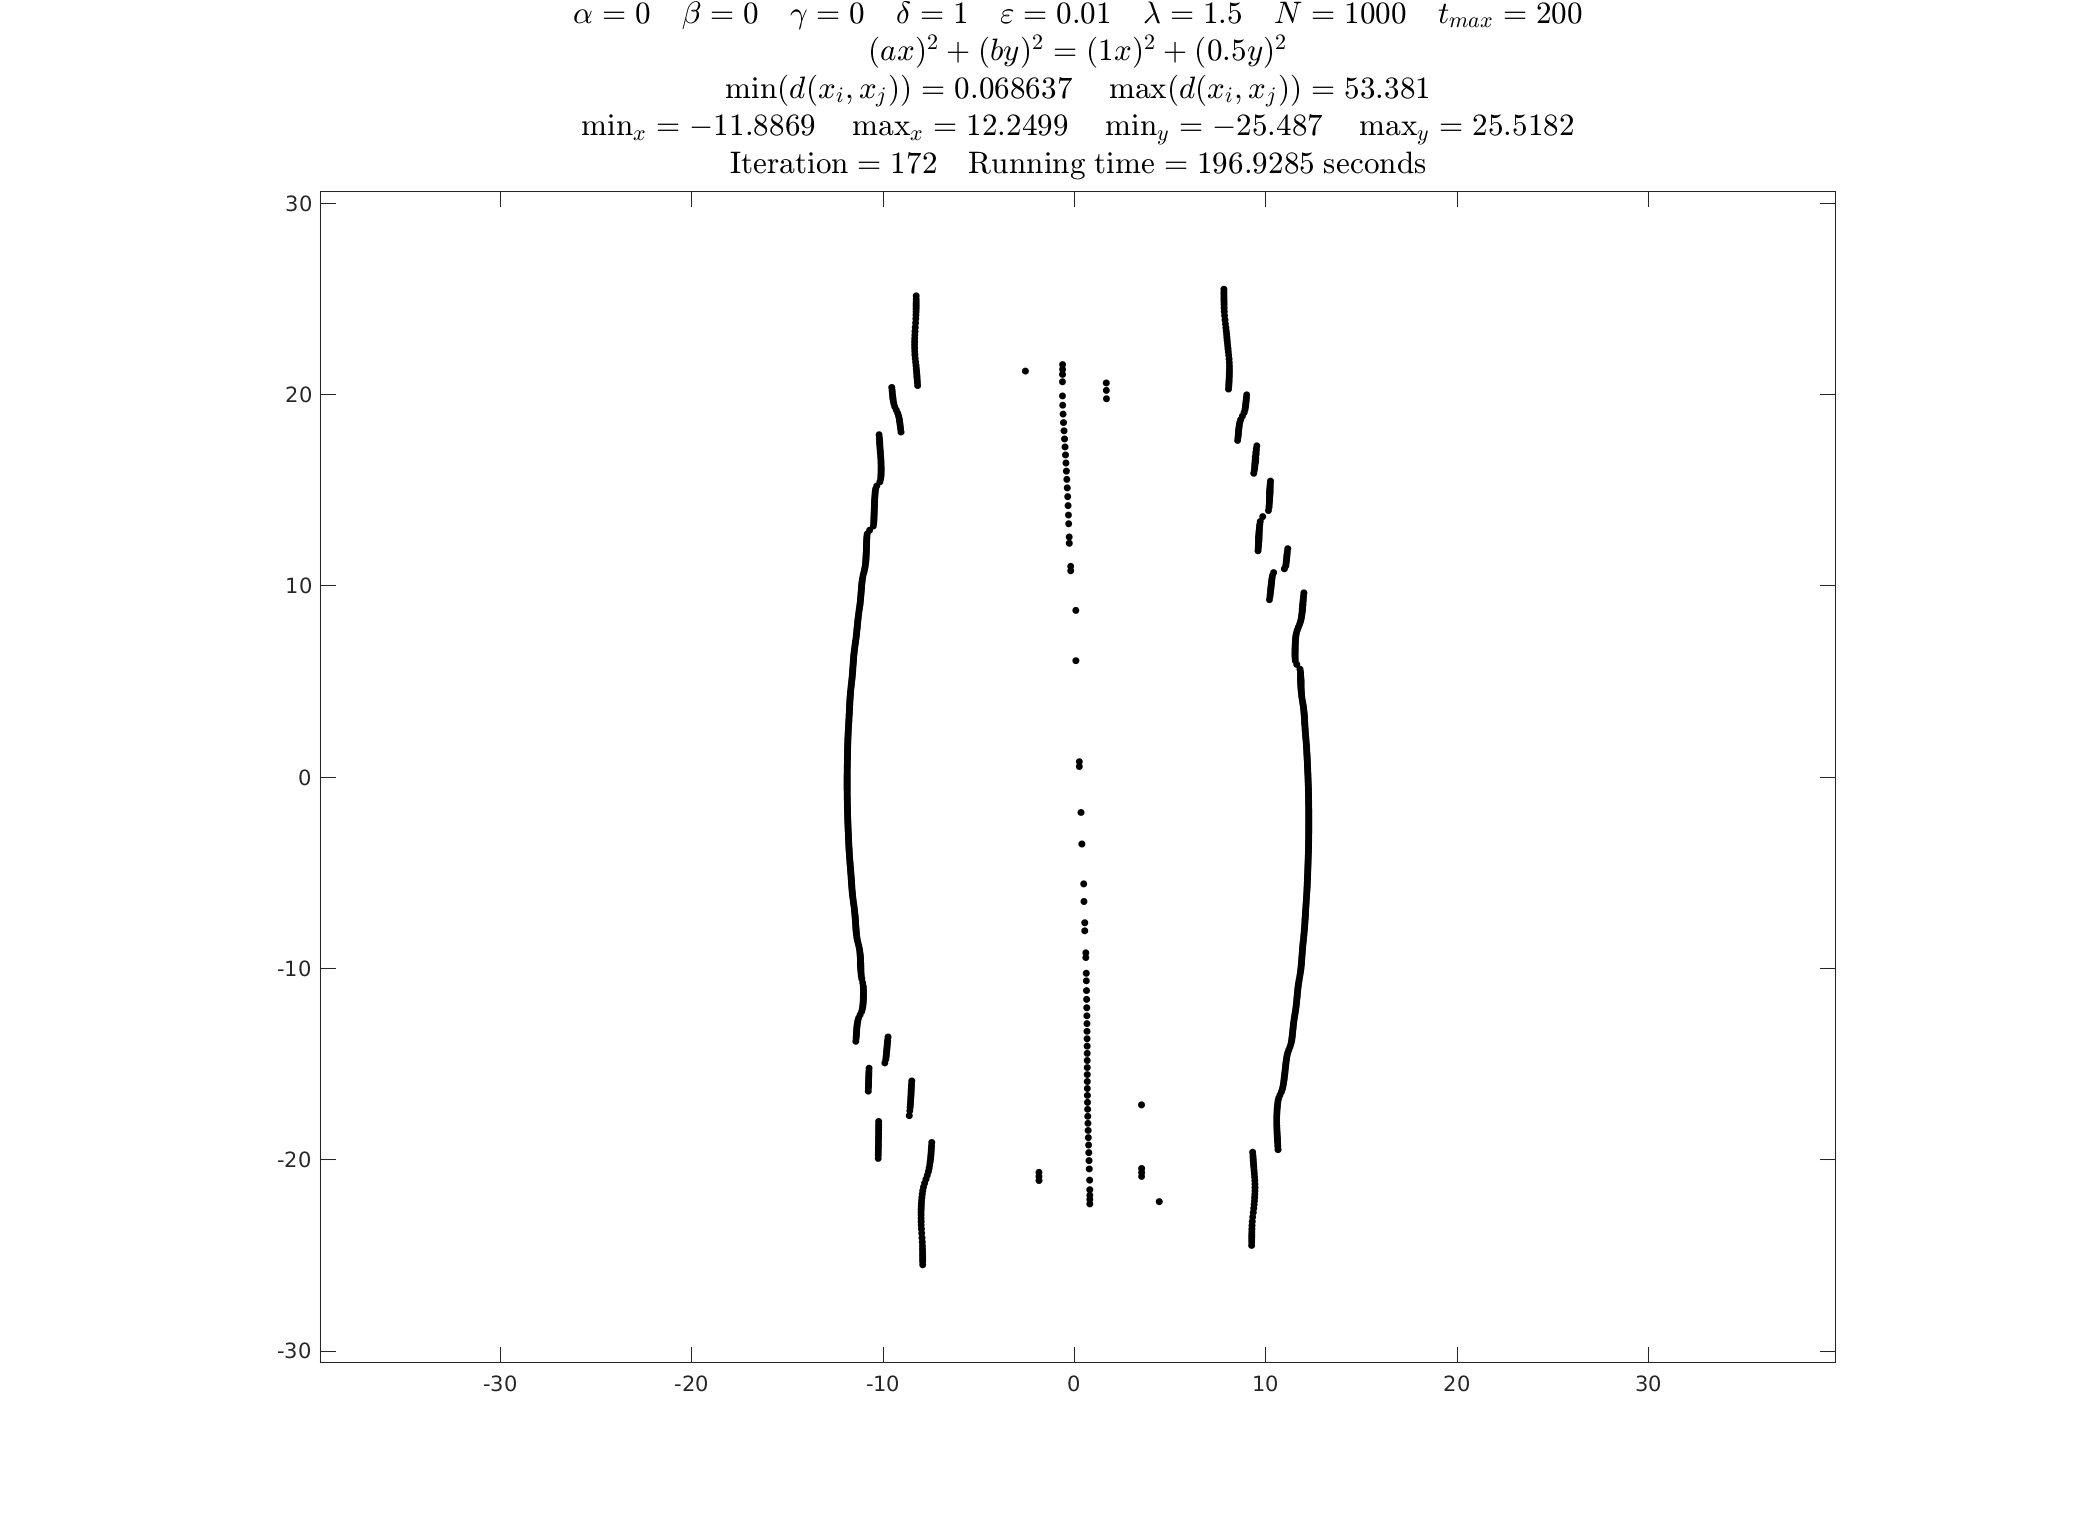 α = 0 β = 0 γ = 0 δ = 1 ε = 0.01 λ = 1.5 N = 1000 t_max = 200
(ax)² + (by)² = (1x)² + (0.5y)²
min(d(x_i, x_j)) = 0.068637 max(d(x_i, x_j)) = 53.381
min_x = −11.8869 max_x = 12.2499 min_y = −25.487 max_y = 25.5182
Iteration = 172 Running time = 196.9285 seconds
30
20
10
0
-10
-20
-30
-30 -20 -10 0 10 20 30